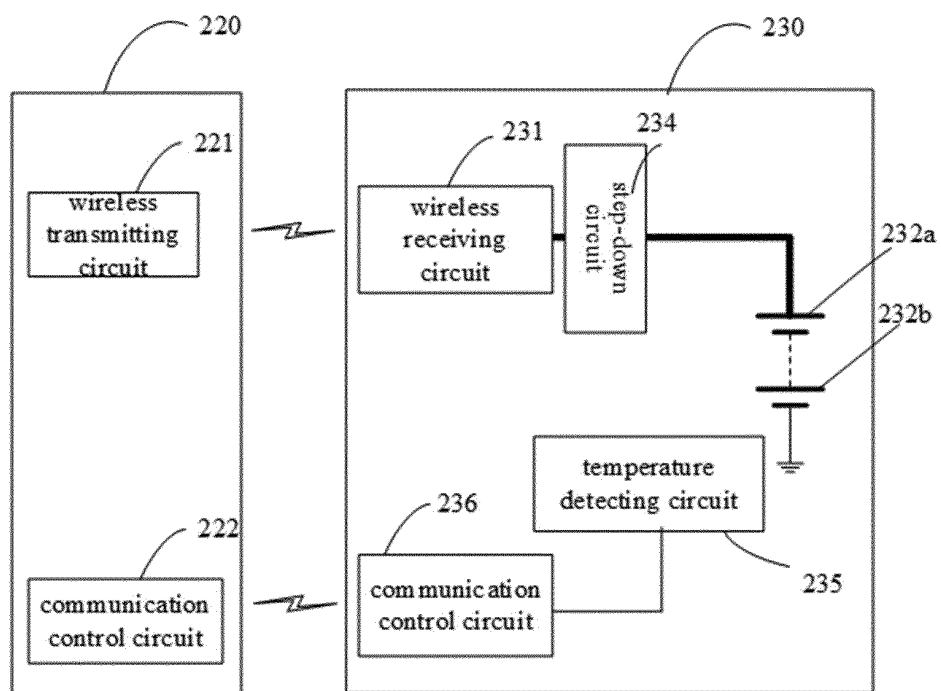 220
230
221
wireless
transmitting
circuit
231
wireless
receiving
circuit
234
step-down
circuit
232a
232b
temperature
detecting circuit
235
222
communication
control circuit
236
communication
control circuit